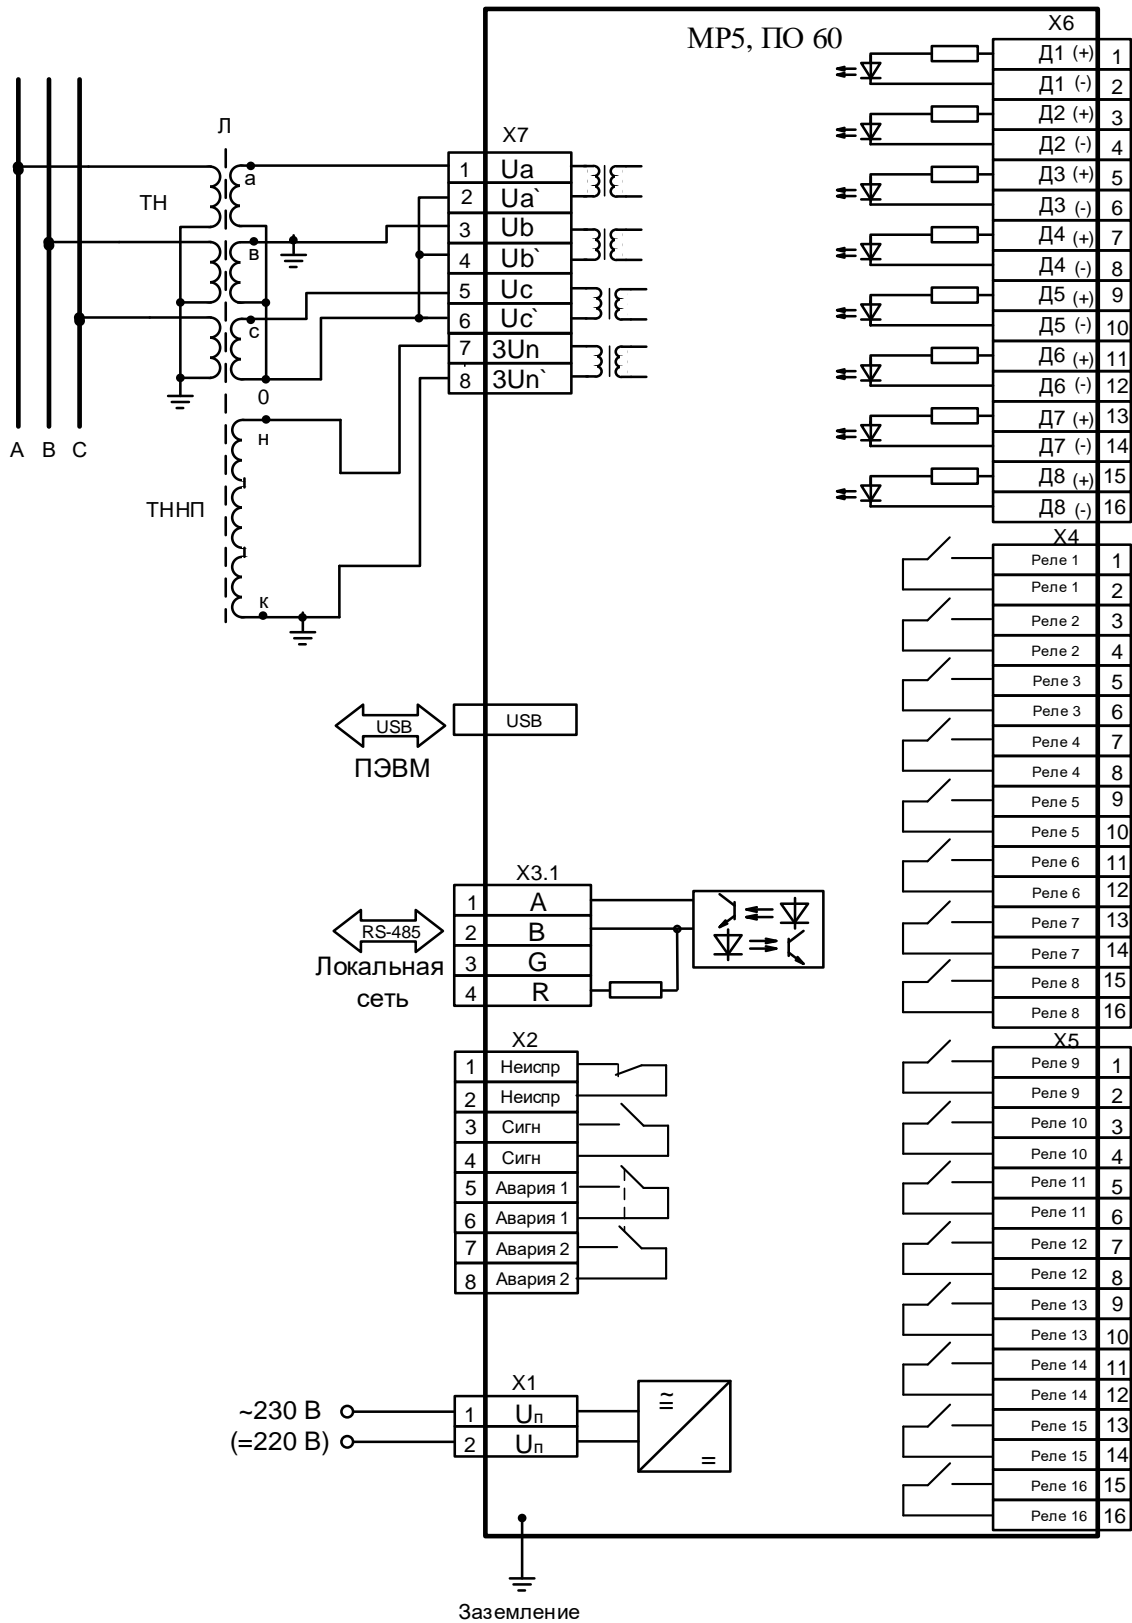 МР5, ПО 60
X6
Д1 (+) 1
Д1 (-) 2
Д2 (+) 3
Д2 (-) 4
Д3 (+) 5
Д3 (-) 6
Д4 (+) 7
Д4 (-) 8
Д5 (+) 9
Д5 (-) 10
Д6 (+) 11
Д6 (-) 12
Д7 (+) 13
Д7 (-) 14
Д8 (+) 15
Д8 (-) 16
Л
ТН
а
в
с
0
А В С
н
ТННП
к
X7
1 Ua
2 Ua`
3 Ub
4 Ub`
5 Uc
6 Uc`
7 3Un
8 3Un`
X4
Реле 1 1
Реле 1 2
Реле 2 3
Реле 2 4
Реле 3 5
Реле 3 6
Реле 4 7
Реле 4 8
Реле 5 9
Реле 5 10
Реле 6 11
Реле 6 12
Реле 7 13
Реле 7 14
Реле 8 15
Реле 8 16
USB
USB
ПЭВМ
X3.1
1 A
2 B
3 G
4 R
RS-485
Локальная
сеть
X2
1 Неиспр
2 Неиспр
3 Сигн
4 Сигн
5 Авария 1
6 Авария 1
7 Авария 2
8 Авария 2
X5
Реле 9 1
Реле 9 2
Реле 10 3
Реле 10 4
Реле 11 5
Реле 11 6
Реле 12 7
Реле 12 8
Реле 13 9
Реле 13 10
Реле 14 11
Реле 14 12
Реле 15 13
Реле 15 14
Реле 16 15
Реле 16 16
X1
~230 В 1 Uп
(=220 В) 2 Uп
Заземление